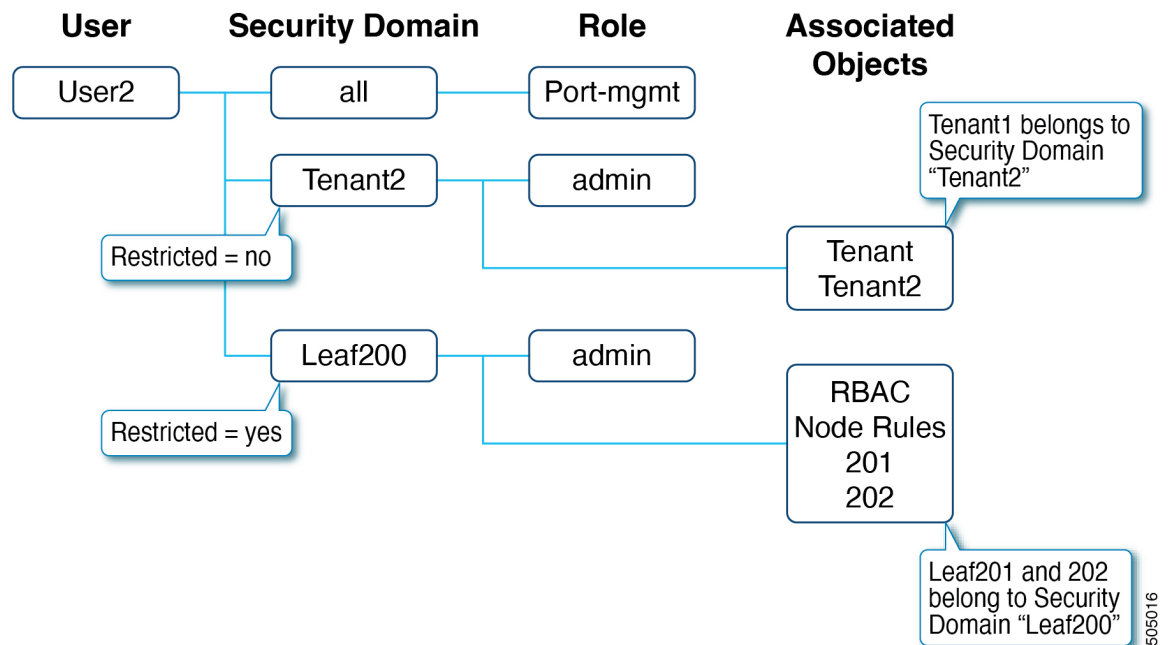 User
Security Domain
Role
Associated
Objects
User2
all
Port-mgmt
Tenant1 belongs to
Security Domain
“Tenant2”
Tenant2
admin
Restricted = no
Tenant
Tenant2
Leaf200
admin
Restricted = yes
RBAC
Node Rules
201
202
Leaf201 and 202
belong to Security
Domain “Leaf200”
505016